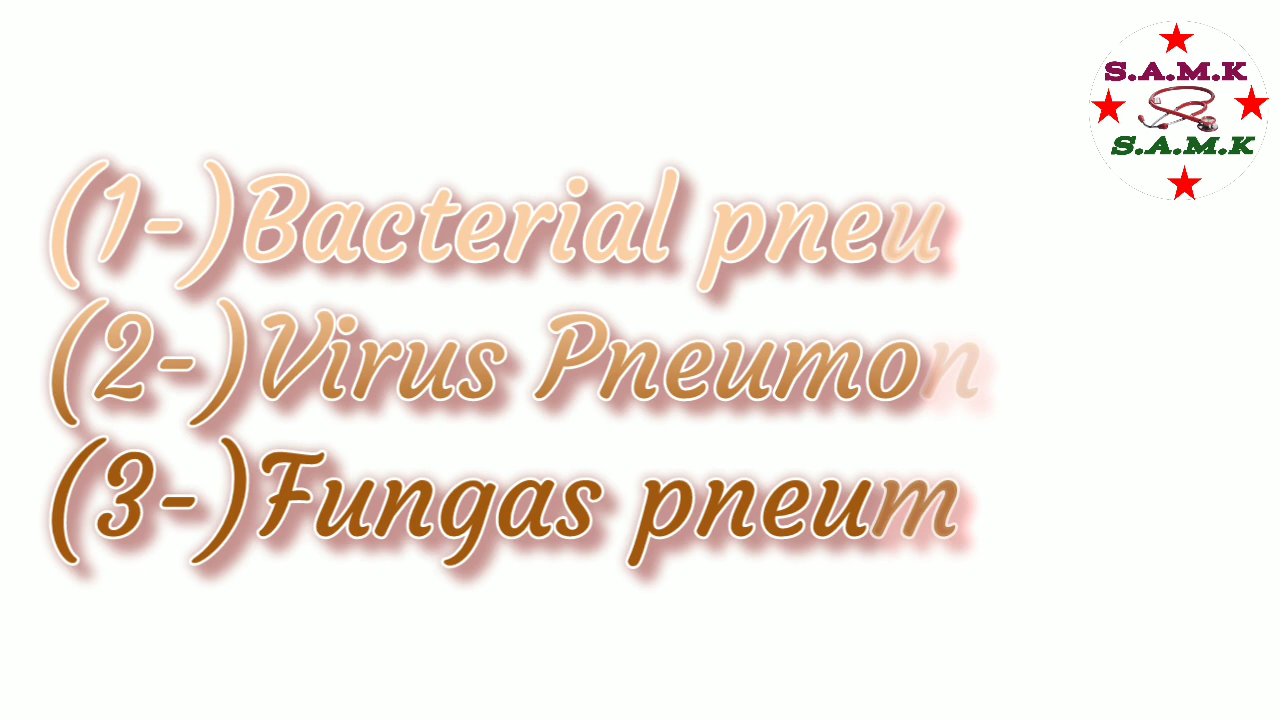 S.A.M.K
S.A.M.K
(1-)Bacterial pneu
(2-)Virus Pneumon
(3-)Fungas pneum